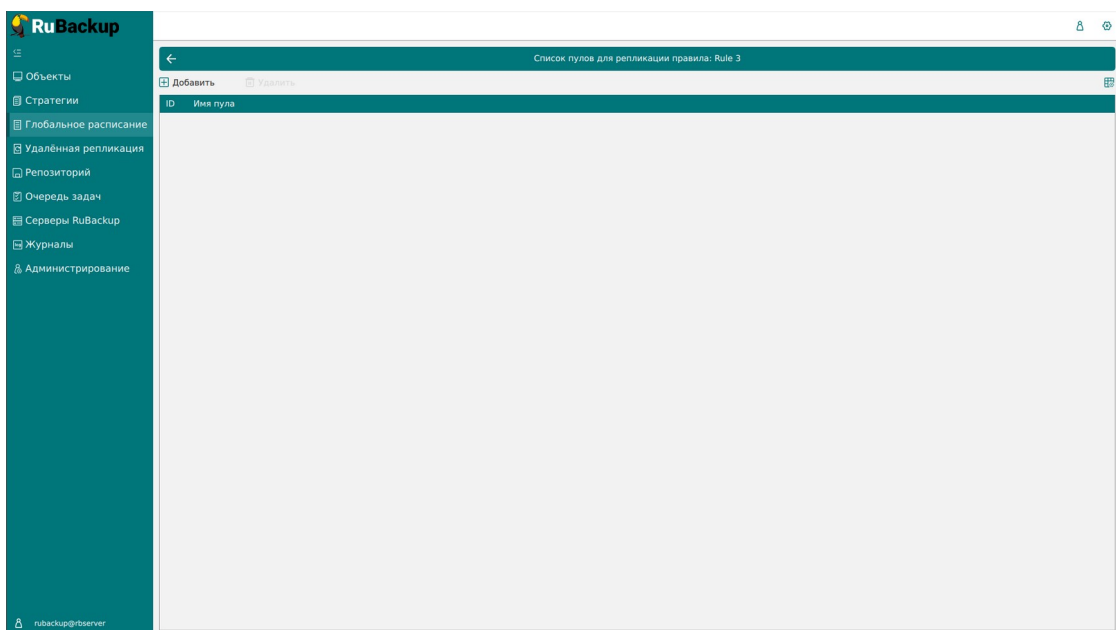 RuBackup
Список пулов для репликации правила: Rule 3
Добавить
Удалить
ID Имя пула
Объекты
Стратегии
Глобальное расписание
Удалённая репликация
Репозиторий
Очередь задач
Серверы RuBackup
Журналы
Администрирование
rubackup@rbserver